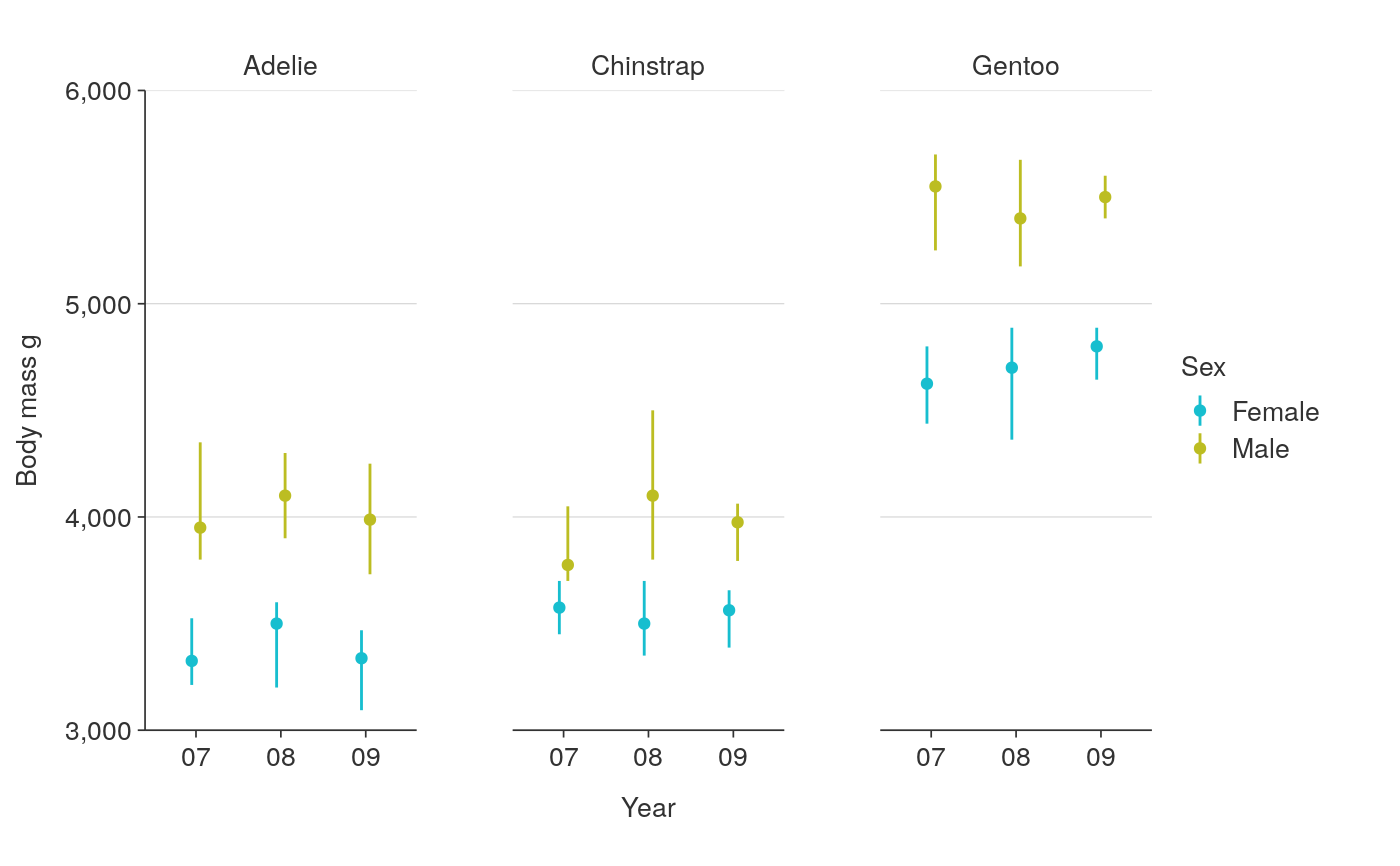 Adelie Chinstrap Gentoo
6,000
5,000
4,000
3,000
Body mass g
07 08 09 07 08 09 07 08 09
Year
Sex
Female
Male